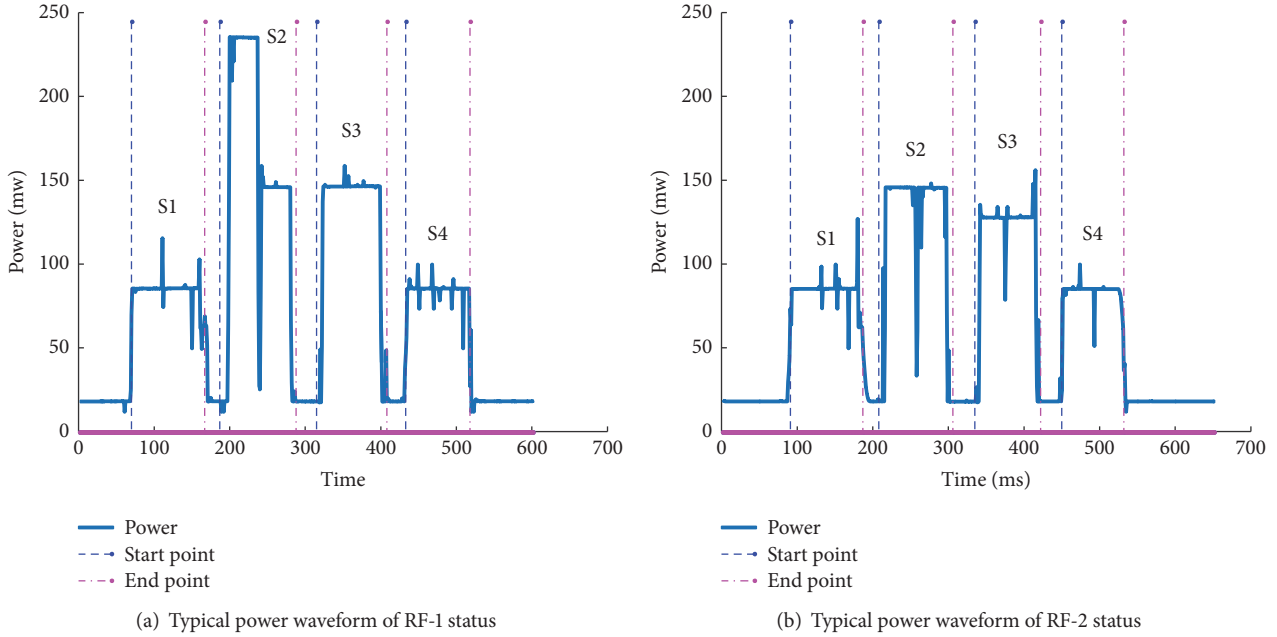 250
200
150
100
50
0
Power (mw)
S1
S2
S3
S4
0 100 200 300 400 500 600 700
Time
Power
Start point
End point
(a) Typical power waveform of RF-1 status
250
200
150
100
50
0
Power (mw)
S1
S2
S3
S4
0 100 200 300 400 500 600 700
Time (ms)
Power
Start point
End point
(b) Typical power waveform of RF-2 status